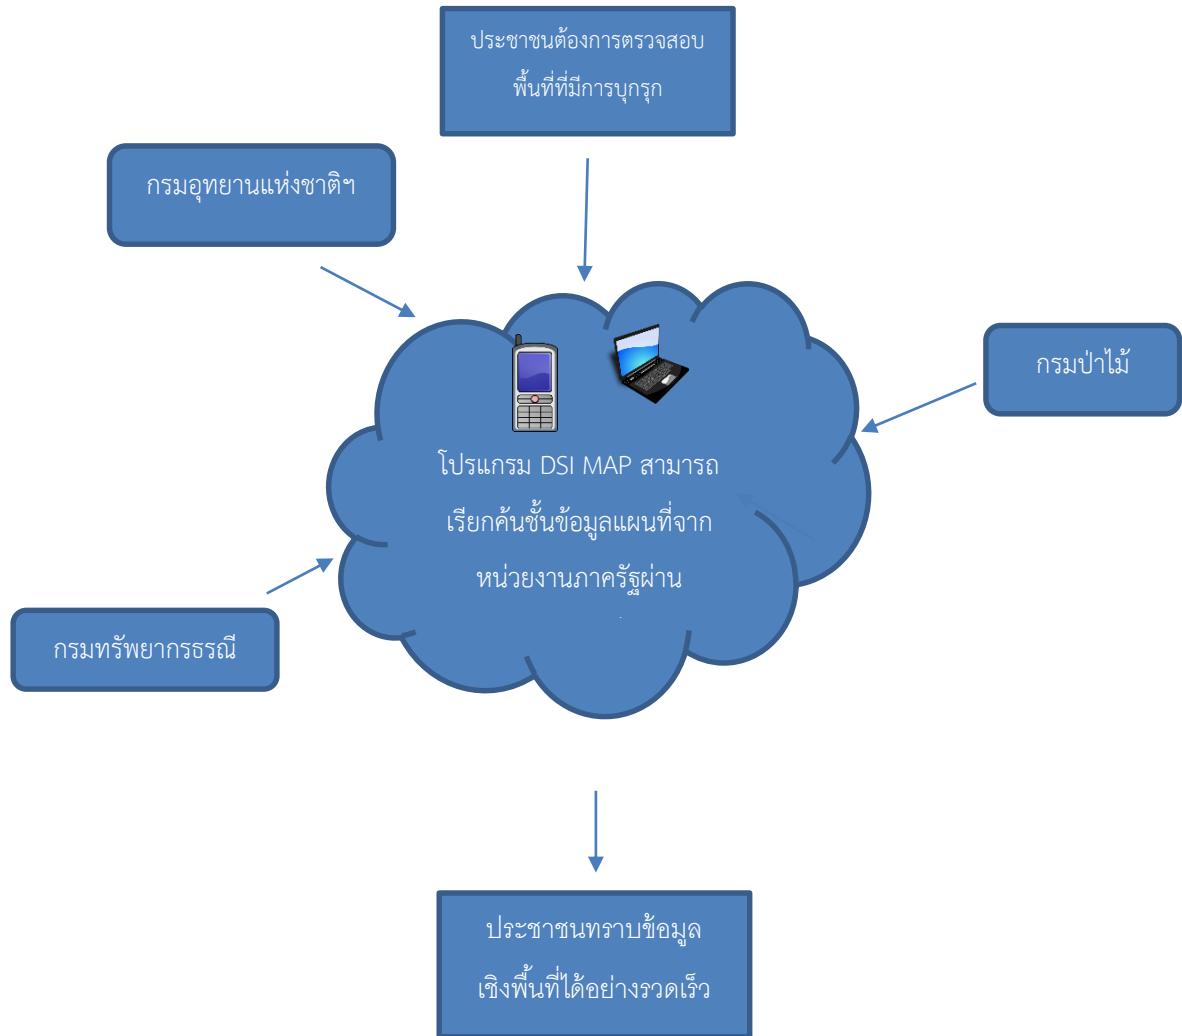 ประชาชนต้องการตรวจสอบ
พื้นที่ที่มีการบุกรุก
กรมอุทยานแห่งชาติฯ
กรมป่าไม้
โปรแกรม DSI MAP สามารถ
เรียกค้นชั้นข้อมูลแผนที่จาก
หน่วยงานภาครัฐผ่าน
กรมทรัพยากรธรณี
ประชาชนทราบข้อมูล
เชิงพื้นที่ได้อย่างรวดเร็ว